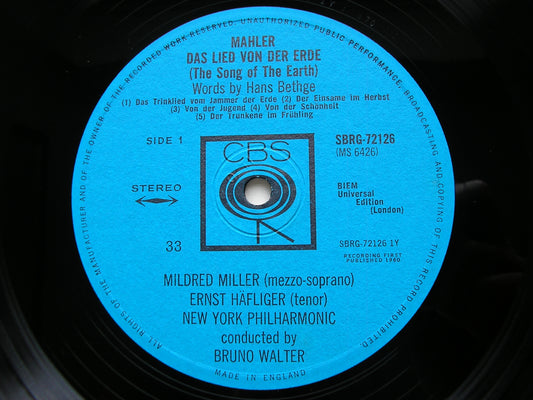 ALL RIGHTS OF THE MANUFACTURER AND OF THE OWNER OF THE RECORDED WORK RESERVED. UNAUTHORIZED PUBLIC PERFORMANCE, BROADCASTING AND COPYING OF THIS RECORD PROHIBITED.
MAHLER
DAS LIED VON DER ERDE
(The Song of The Earth)
Words by Hans Bethge
(1) Das Trinklied vom Jammer der Erde (2) Der Einsame im Herbst
(3) Von der Jugend (4) Von der Schönheit
(5) Der Trunkene im Frühling
SIDE 1
SBRG-72126
(MS 6426)
CBS
STEREO
BIEM
Universal
Edition
(London)
33
SBRG-72126 1Y
RECORDING FIRST
PUBLISHED 1960
MILDRED MILLER (mezzo-soprano)
ERNST HÄFLIGER (tenor)
NEW YORK PHILHARMONIC
conducted by
BRUNO WALTER
MADE IN ENGLAND